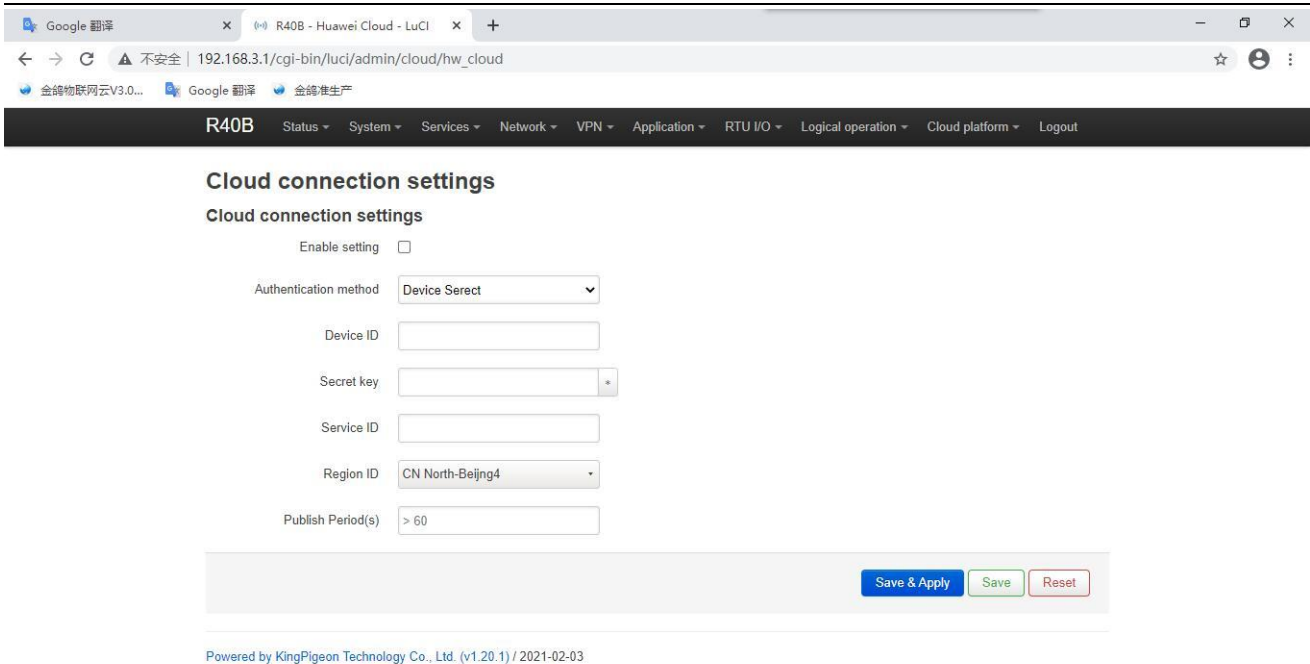 Google 翻译
R40B - Huawei Cloud - LuCI
不安全 | 192.168.3.1/cgi-bin/luci/admin/cloud/hw_cloud
金鸽物联网云V3.0... Google 翻译 金鸽准生产
R40B Status System Services Network VPN Application RTU I/O Logical operation Cloud platform Logout
Cloud connection settings
Cloud connection settings
Enable setting
Authentication method Device Serect
Device ID
Secret key *
Service ID
Region ID CN North-Beijng4
Publish Period(s) > 60
Save & Apply Save Reset
Powered by KingPigeon Technology Co., Ltd. (v1.20.1) / 2021-02-03